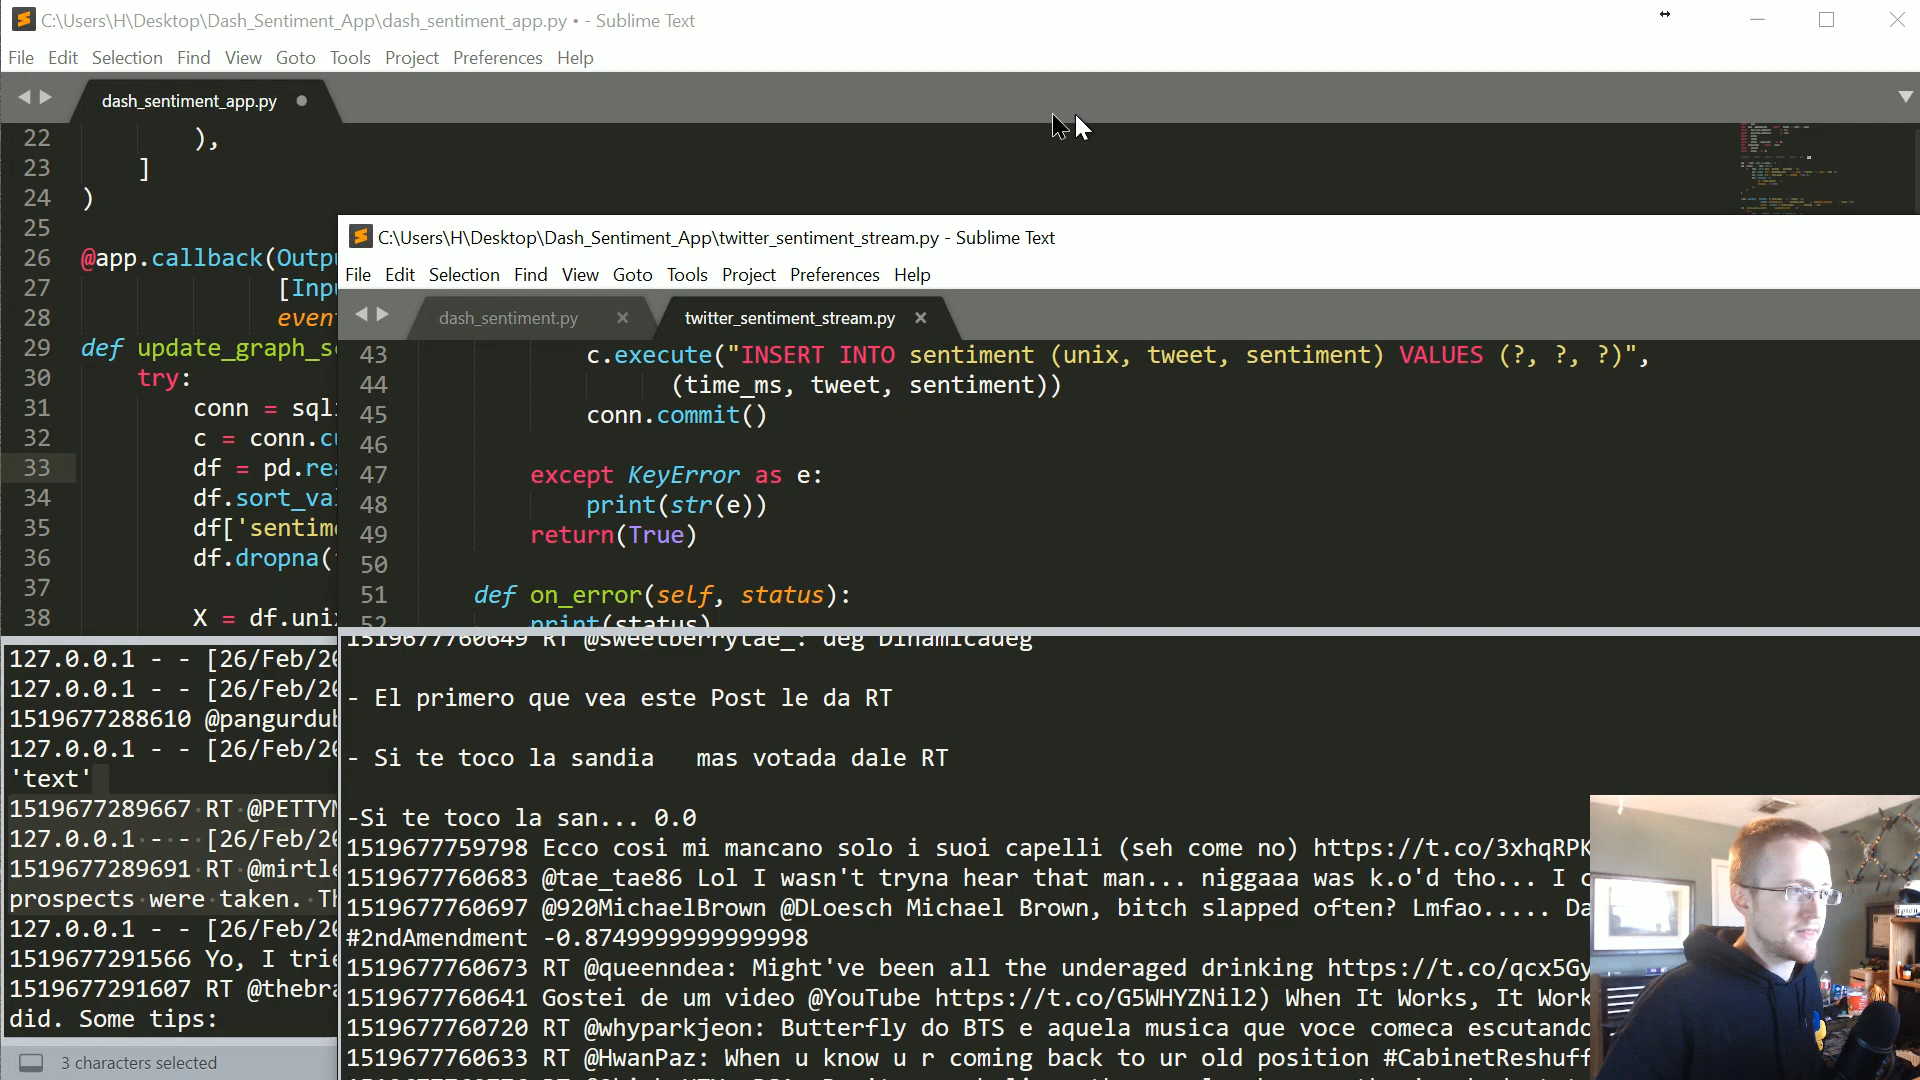 C:\Users\H\Desktop\Dash_Sentiment_App\dash_sentiment_app.py • - Sublime Text
File Edit Selection Find View Goto Tools Project Preferences Help
dash_sentiment_app.py
22 ),
23 ]
24 )
25
26 @app.callback(Outpu
27 [Inpu
28 even
29 def update_graph_s
30 try:
31 conn = sql
32 c = conn.cu
33 df = pd.rea
34 df.sort_va
35 df['sentime
36 df.dropna(
37
38 X = df.uni
127.0.0.1 - - [26/Feb/20
127.0.0.1 - - [26/Feb/20
1519677288610 @pangurdub
127.0.0.1 - - [26/Feb/20
'text'
1519677289667 RT @PETTYM
127.0.0.1 - - [26/Feb/20
1519677289691 RT @mirtle
prospects were taken. Th
127.0.0.1 - - [26/Feb/20
1519677291566 Yo, I trie
1519677291607 RT @thebra
did. Some tips:
3 characters selected
C:\Users\H\Desktop\Dash_Sentiment_App\twitter_sentiment_stream.py - Sublime Text
File Edit Selection Find View Goto Tools Project Preferences Help
dash_sentiment.py twitter_sentiment_stream.py
43 c.execute("INSERT INTO sentiment (unix, tweet, sentiment) VALUES (?, ?, ?)",
44 (time_ms, tweet, sentiment))
45 conn.commit()
46
47 except KeyError as e:
48 print(str(e))
49 return(True)
50
51 def on_error(self, status):
52 print(status)
1519677760649 RT @sweetberrytae_: deg Dinamicadeg
- El primero que vea este Post le da RT
- Si te toco la sandia mas votada dale RT
-Si te toco la san... 0.0
1519677759798 Ecco cosi mi mancano solo i suoi capelli (seh come no) https://t.co/3xhqRPK
1519677760683 @tae_tae86 Lol I wasn't tryna hear that man... niggaaa was k.o'd tho... I c
1519677760697 @920MichaelBrown @DLoesch Michael Brown, bitch slapped often? Lmfao..... Da
#2ndAmendment -0.8749999999999998
1519677760673 RT @queenndea: Might've been all the underaged drinking https://t.co/qcx5Gy
1519677760641 Gostei de um video @YouTube https://t.co/G5WHYZNil2) When It Works, It Work
1519677760720 RT @whyparkjeon: Butterfly do BTS e aquela musica que voce comeca escutando
1519677760633 RT @HwanPaz: When u know u r coming back to ur old position #CabinetReshuff